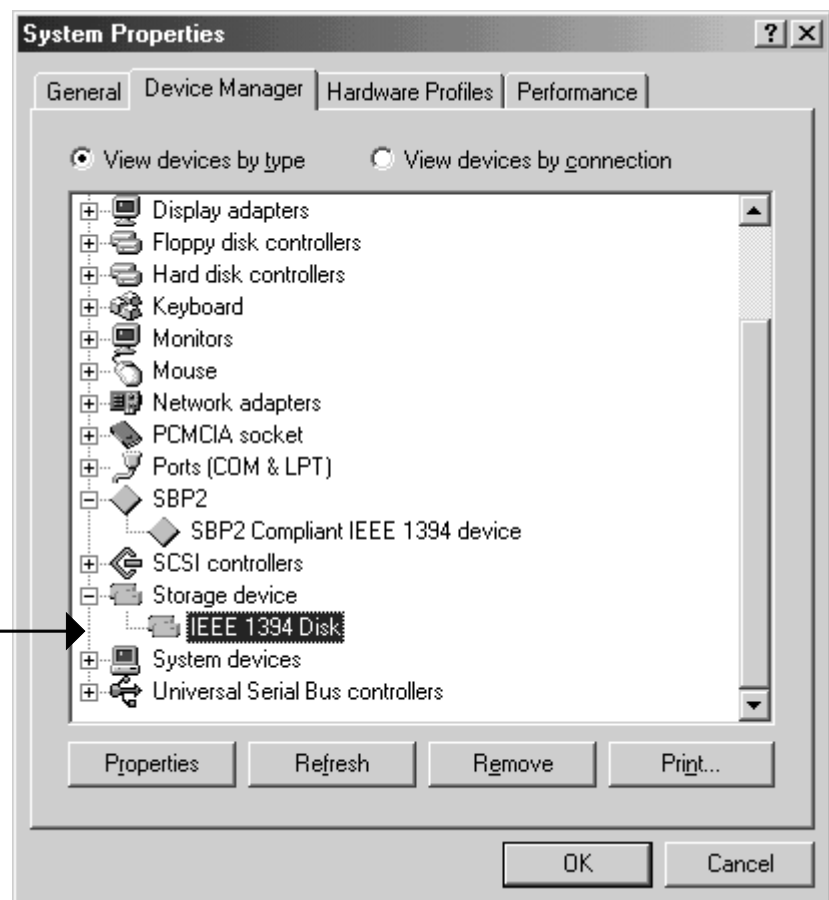 System Properties ? X
General Device Manager Hardware Profiles Performance
View devices by type View devices by connection
Display adapters
Floppy disk controllers
Hard disk controllers
Keyboard
Monitors
Mouse
Network adapters
PCMCIA socket
Ports (COM & LPT)
SBP2
SBP2 Compliant IEEE 1394 device
SCSI controllers
Storage device
IEEE 1394 Disk
System devices
Universal Serial Bus controllers
Properties Refresh Remove Print...
OK Cancel